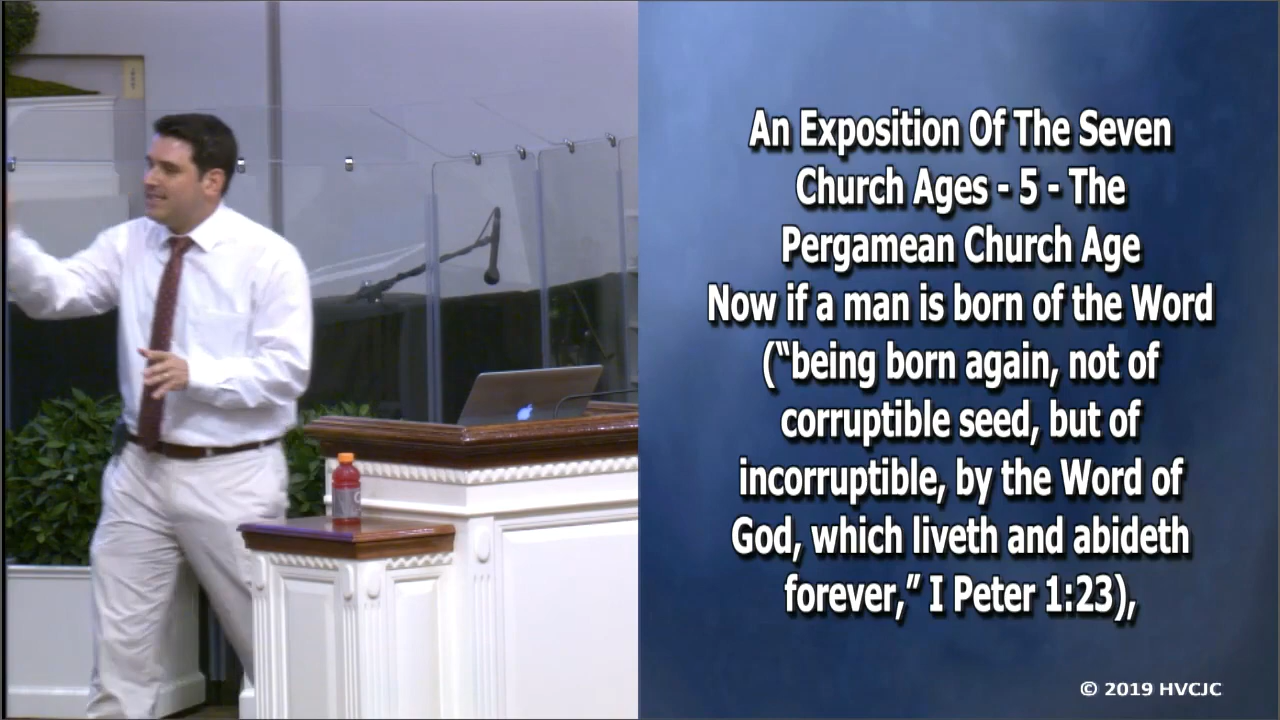 An Exposition Of The Seven
Church Ages - 5 - The
Pergamean Church Age
Now if a man is born of the Word
(“being born again, not of
corruptible seed, but of
incorruptible, by the Word of
God, which liveth and abideth
forever,” I Peter 1:23),
© 2019 HVCJC